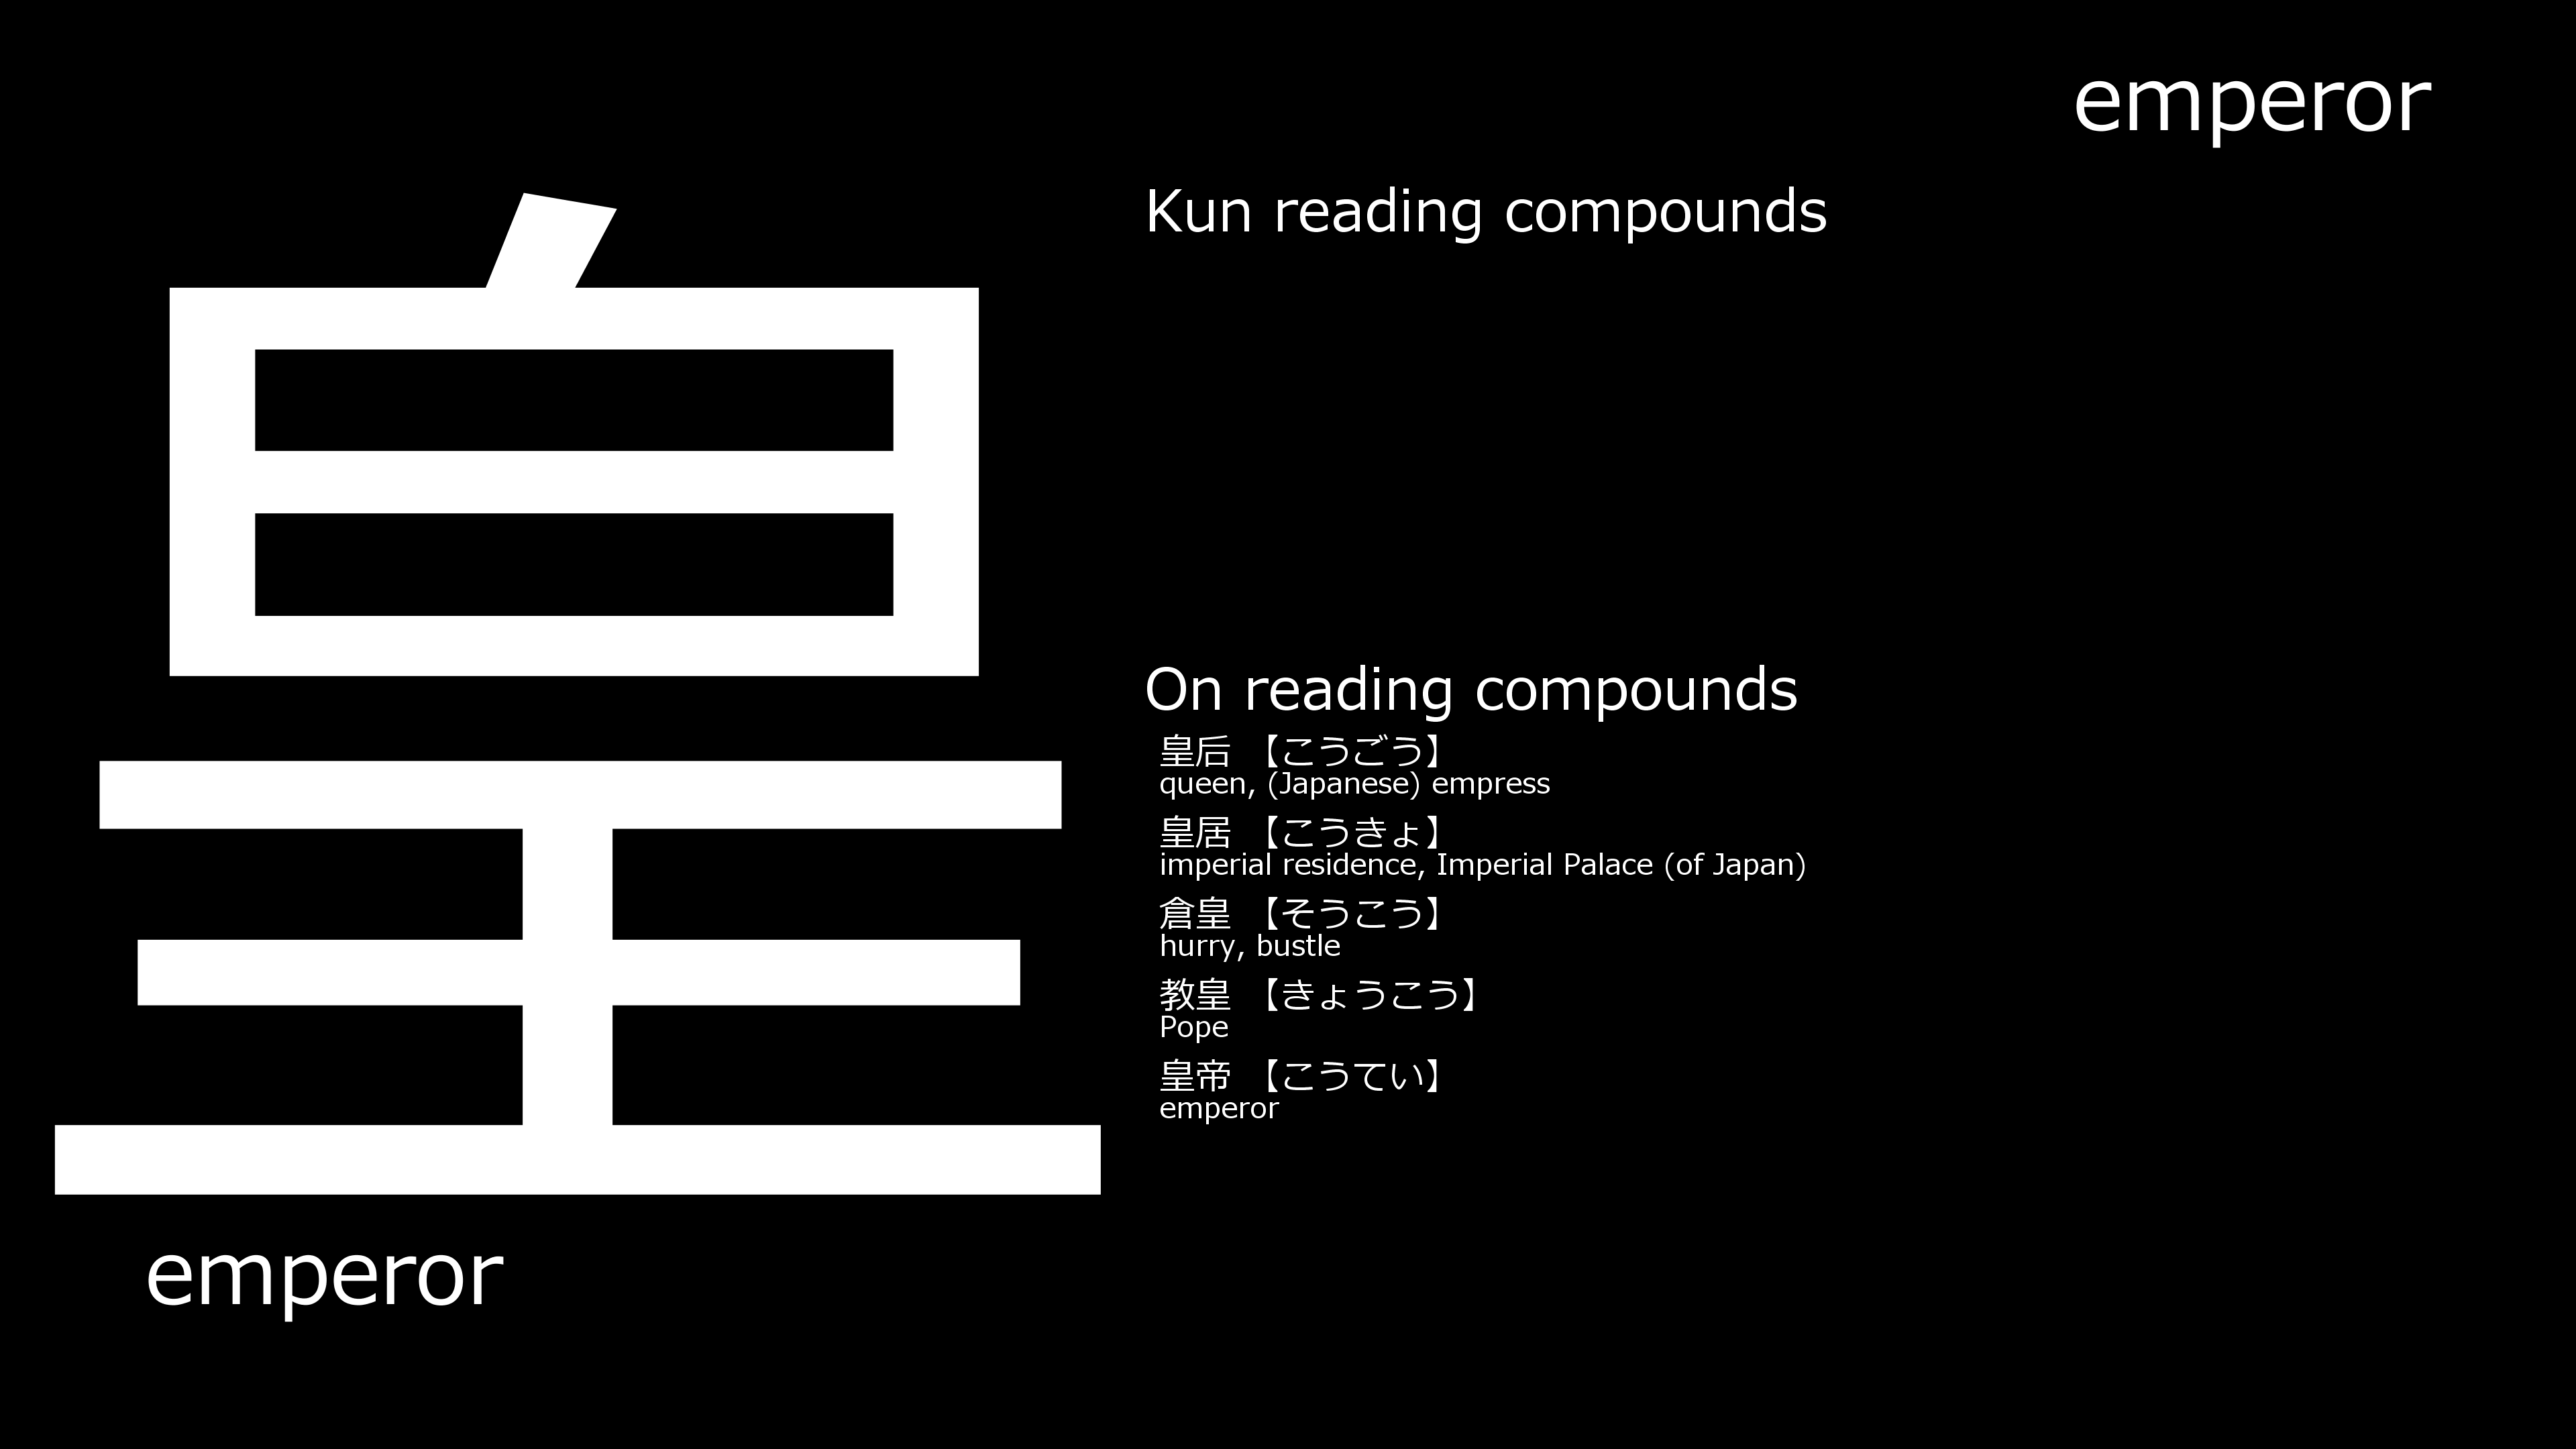 emperor
皇
emperor
Kun reading compounds
On reading compounds
皇后 【こうごう】
queen, (Japanese) empress
皇居 【こうきょ】
imperial residence, Imperial Palace (of Japan)
倉皇 【そうこう】
hurry, bustle
教皇 【きょうこう】
Pope
皇帝 【こうてい】
emperor